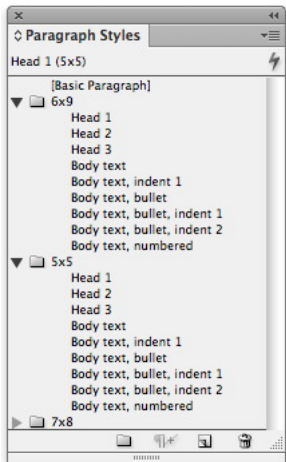 Paragraph Styles
Head 1 (5x5)
[Basic Paragraph]
6x9
Head 1
Head 2
Head 3
Body text
Body text, indent 1
Body text, bullet
Body text, bullet, indent 1
Body text, bullet, indent 2
Body text, numbered
5x5
Head 1
Head 2
Head 3
Body text
Body text, indent 1
Body text, bullet
Body text, bullet, indent 1
Body text, bullet, indent 2
Body text, numbered
7x8